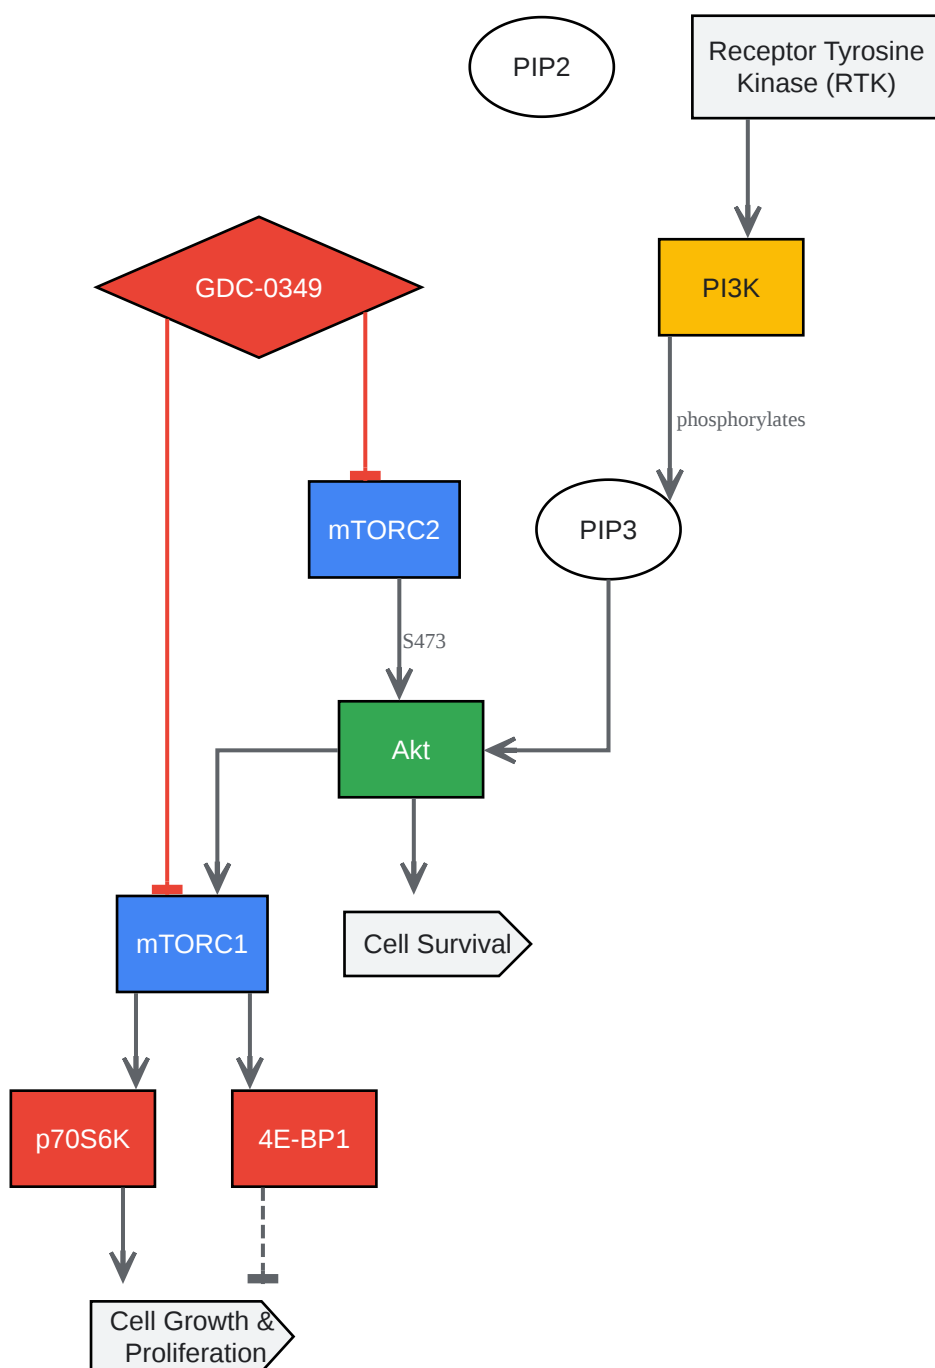 PIP2
Receptor Tyrosine
Kinase (RTK)
GDC-0349
PI3K
phosphorylates
mTORC2
PIP3
S473
Akt
mTORC1
Cell Survival
p70S6K
4E-BP1
Cell Growth &
Proliferation